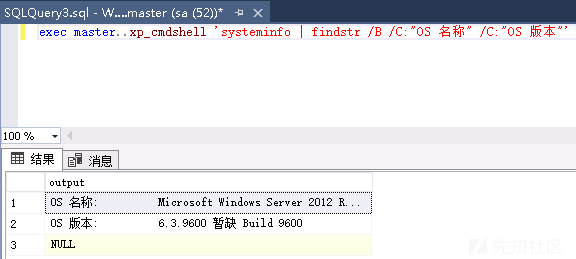 SQLQuery3.sql - W....master (sa (52))*
exec master..xp_cmdshell 'systeminfo | findstr /B /C:"OS 名称" /C:"OS 版本"'
100 %
结果 消息
output
1 OS 名称: Microsoft Windows Server 2012 R...
2 OS 版本: 6.3.9600 暂缺 Build 9600
3 NULL
先知社区